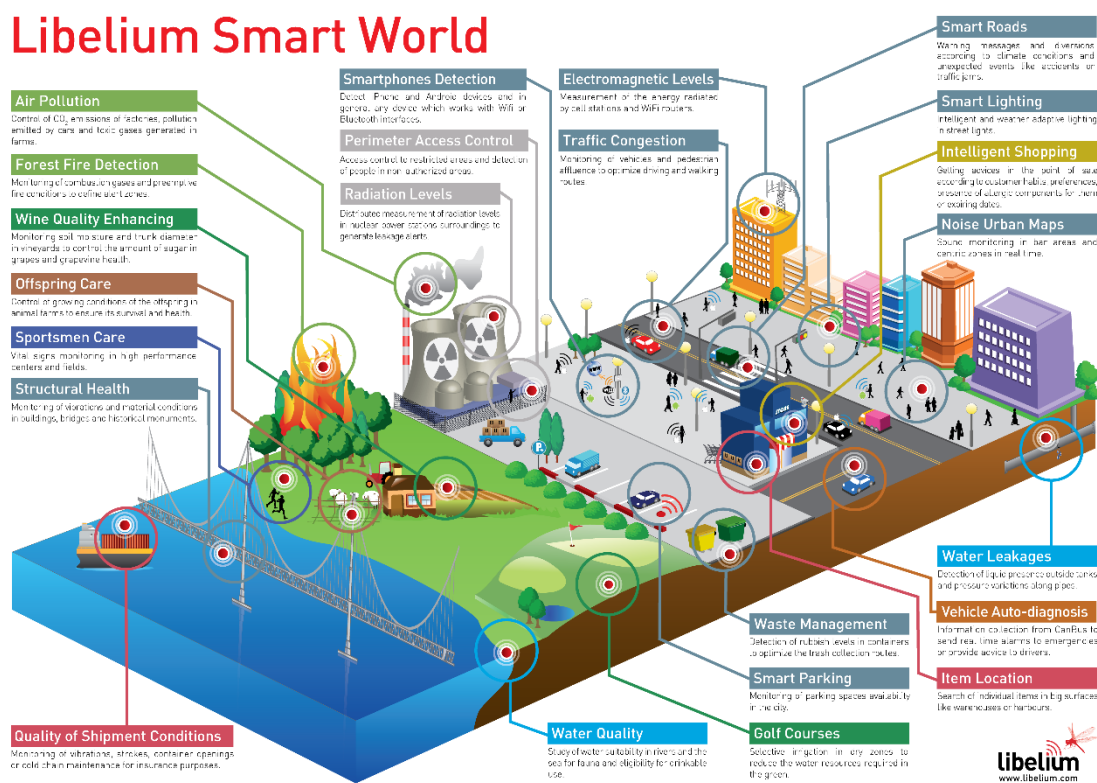 Libelium Smart World
Air Pollution
Control of CO₂ emissions of factories, pollution
emitted by cars and toxic gases generated in
farms.
Forest Fire Detection
Monitoring of combustion gases and preemptive
fire conditions to define alert zones.
Wine Quality Enhancing
Monitoring soil moisture and trunk diameter
in vineyards to control the amount of sugar in
grapes and grapevine health.
Offspring Care
Control of growing conditions of the offspring in
animal farms to ensure its survival and health.
Sportsmen Care
Vital signs monitoring in high performance
centers and fields.
Structural Health
Monitoring of vibrations and material conditions
in buildings, bridges and historical monuments.
Quality of Shipment Conditions
Monitoring of vibrations, strokes, container openings
or cold chain maintenance for insurance purposes.
Smartphones Detection
Detect iPhone and Android devices and in
general any device which works with Wifi or
Bluetooth interfaces.
Perimeter Access Control
Access control to restricted areas and detection
of people in non-authorized areas.
Radiation Levels
Distributed measurement of radiation levels
in nuclear power stations surroundings to
generate leakage alerts.
Electromagnetic Levels
Measurement of the energy radiated
by cell stations and WiFi routers.
Traffic Congestion
Monitoring of vehicles and pedestrian
affluence to optimize driving and walking
routes.
Smart Roads
Warning messages and diversions
according to climate conditions and
unexpected events like accidents or
traffic jams.
Smart Lighting
Intelligent and weather adaptive lighting
in street lights.
Intelligent Shopping
Getting advices in the point of sale
according to customer habits, preferences,
presence of allergic components for them
or expiring dates.
Noise Urban Maps
Sound monitoring in bar areas and
centric zones in real time.
P
Water Leakages
Detection of liquid presence outside tanks
and pressure variations along pipes.
Vehicle Auto-diagnosis
Information collection from CanBus to
send real time alarms to emergencies
or provide advice to drivers.
Item Location
Search of individual items in big surfaces
like warehouses or harbours.
Waste Management
Detection of rubbish levels in containers
to optimize the trash collection routes.
Smart Parking
Monitoring of parking spaces availability
in the city.
Golf Courses
Selective irrigation in dry zones to
reduce the water resources required in
the green.
Water Quality
Study of water suitability in rivers and the
sea for fauna and eligibility for drinkable
use.
libelium
www.libelium.com